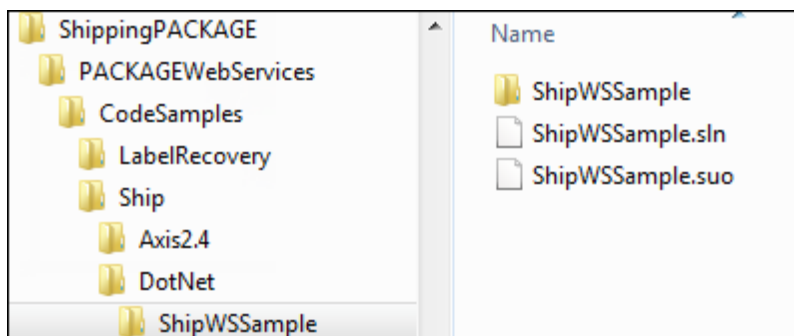 ShippingPACKAGE
PACKAGEWebServices
CodeSamples
LabelRecovery
Ship
Axis2.4
DotNet
ShipWSSample
Name
ShipWSSample
ShipWSSample.sln
ShipWSSample.suo